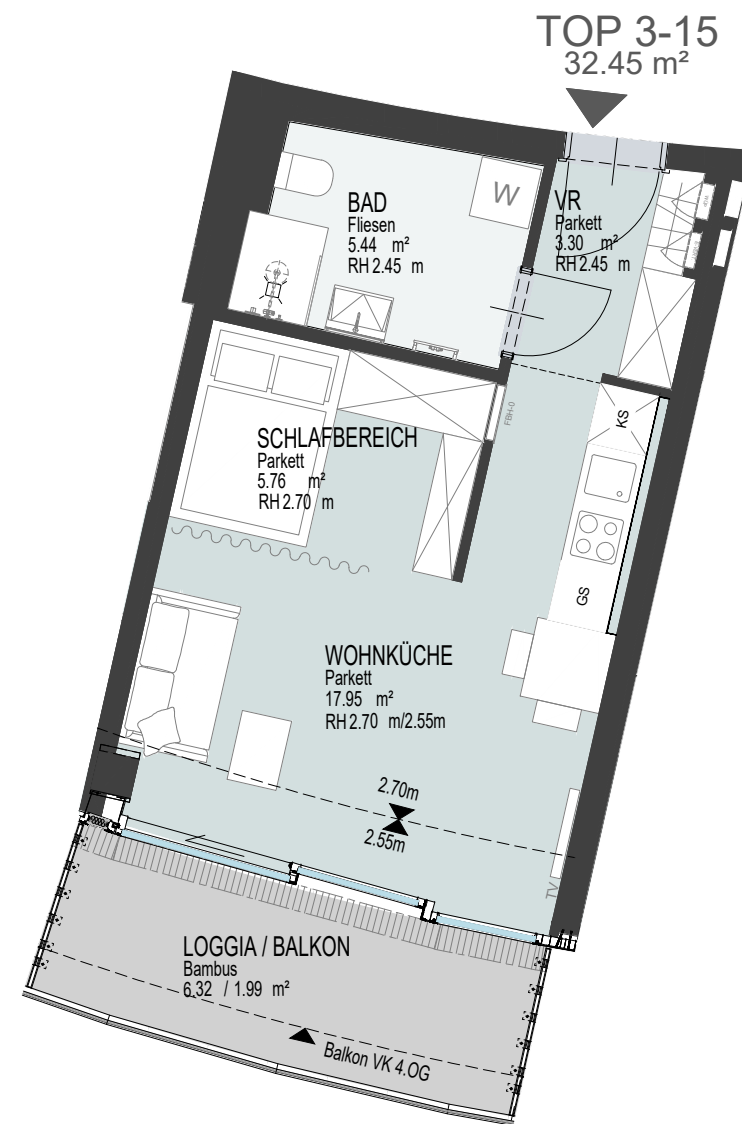 TOP 3-15
32.45 m²
BAD
Fliesen
5.44 m²
RH 2.45 m
W
VR
Parkett
3.30 m²
RH 2.45 m
FBH-0
KS
SCHLAFBEREICH
Parkett
5.76 m²
RH 2.70 m
GS
WOHNKÜCHE
Parkett
17.95 m²
RH 2.70 m/2.55m
2.70m
2.55m
TV
LOGGIA / BALKON
Bambus
6.32 / 1.99 m²
Balkon VK 4.OG